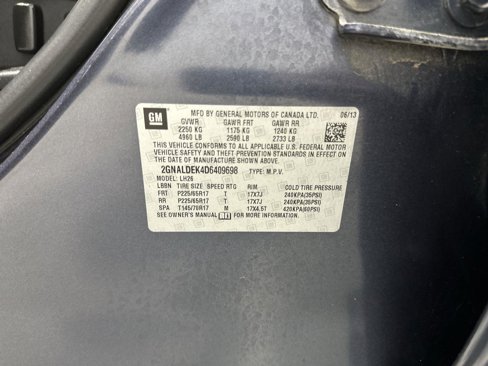 GM
MFD BY GENERAL MOTORS OF CANADA LTD. 06/13
GVWR GAWR FRT GAWR RR
2250 KG 1175 KG 1240 KG
4960 LB 2590 LB 2733 LB
THIS VEHICLE CONFORMS TO ALL APPLICABLE U.S. FEDERAL MOTOR
VEHICLE SAFETY AND THEFT PREVENTION STANDARDS IN EFFECT ON
THE DATE OF MANUFACTURE SHOWN ABOVE.
2GNALDEK4D6409698 TYPE: M.P.V.
MODEL: LH26
TIRE SIZE SPEED RTG RIM COLD TIRE PRESSURE
FRT P225/65R17 T 17X7J 240KPA(35PSI)
RR P225/65R17 T 17X7J 240KPA(35PSI)
SPA T145/70R17 M 17X4.5T 420KPA(60PSI)
SEE OWNER'S MANUAL